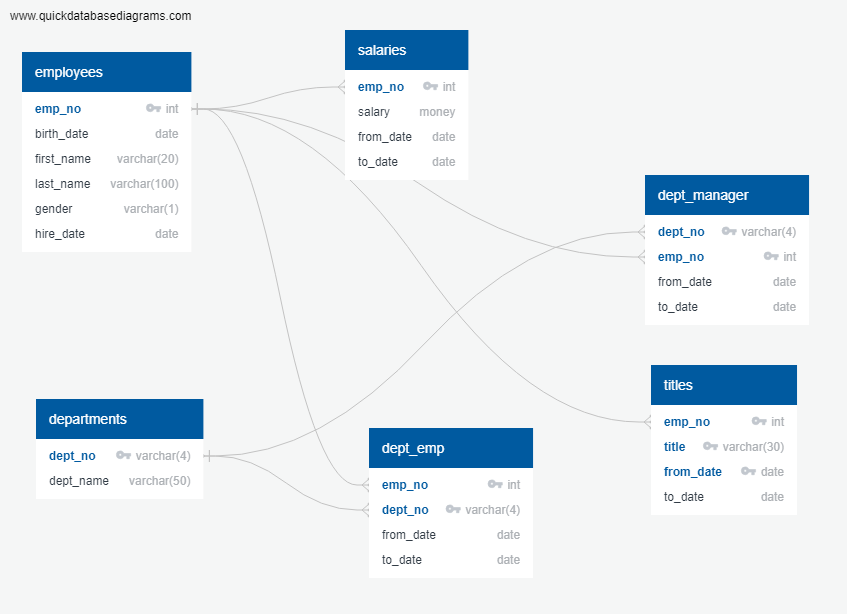 www.quickdatabasediagrams.com
employees
emp_no int
birth_date date
first_name varchar(20)
last_name varchar(100)
gender varchar(1)
hire_date date
salaries
emp_no int
salary money
from_date date
to_date date
dept_manager
dept_no varchar(4)
emp_no int
from_date date
to_date date
departments
dept_no varchar(4)
dept_name varchar(50)
dept_emp
emp_no int
dept_no varchar(4)
from_date date
to_date date
titles
emp_no int
title varchar(30)
from_date date
to_date date